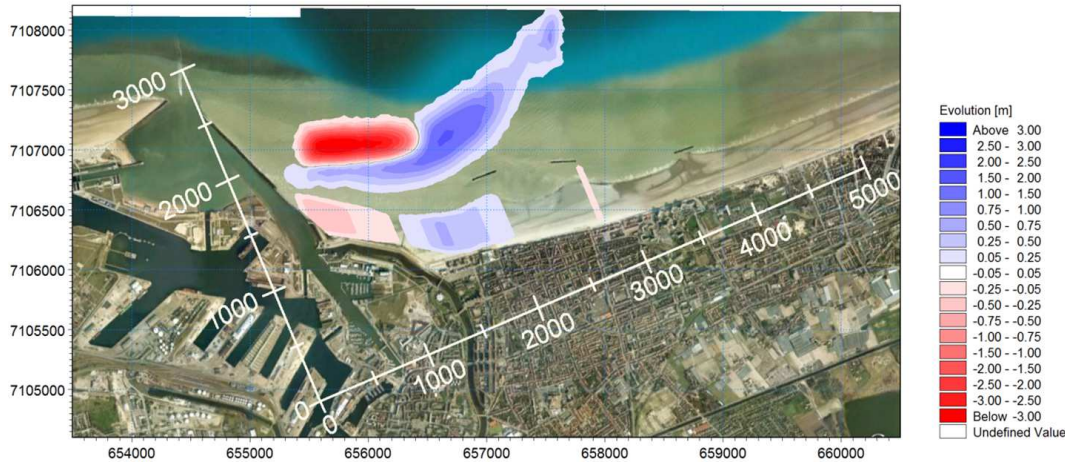 7108000
7107500
7107000
7106500
7106000
7105500
7105000
654000
655000
656000
657000
658000
659000
660000
3000
2000
1000
0
0
1000
2000
3000
4000
5000
Evolution [m]
Above 3.00
2.50 - 3.00
2.00 - 2.50
1.50 - 2.00
1.00 - 1.50
0.75 - 1.00
0.50 - 0.75
0.25 - 0.50
0.05 - 0.25
-0.05 - 0.05
-0.25 - -0.05
-0.50 - -0.25
-0.75 - -0.50
-1.00 - -0.75
-1.50 - -1.00
-2.00 - -1.50
-2.50 - -2.00
-3.00 - -2.50
Below -3.00
Undefined Value